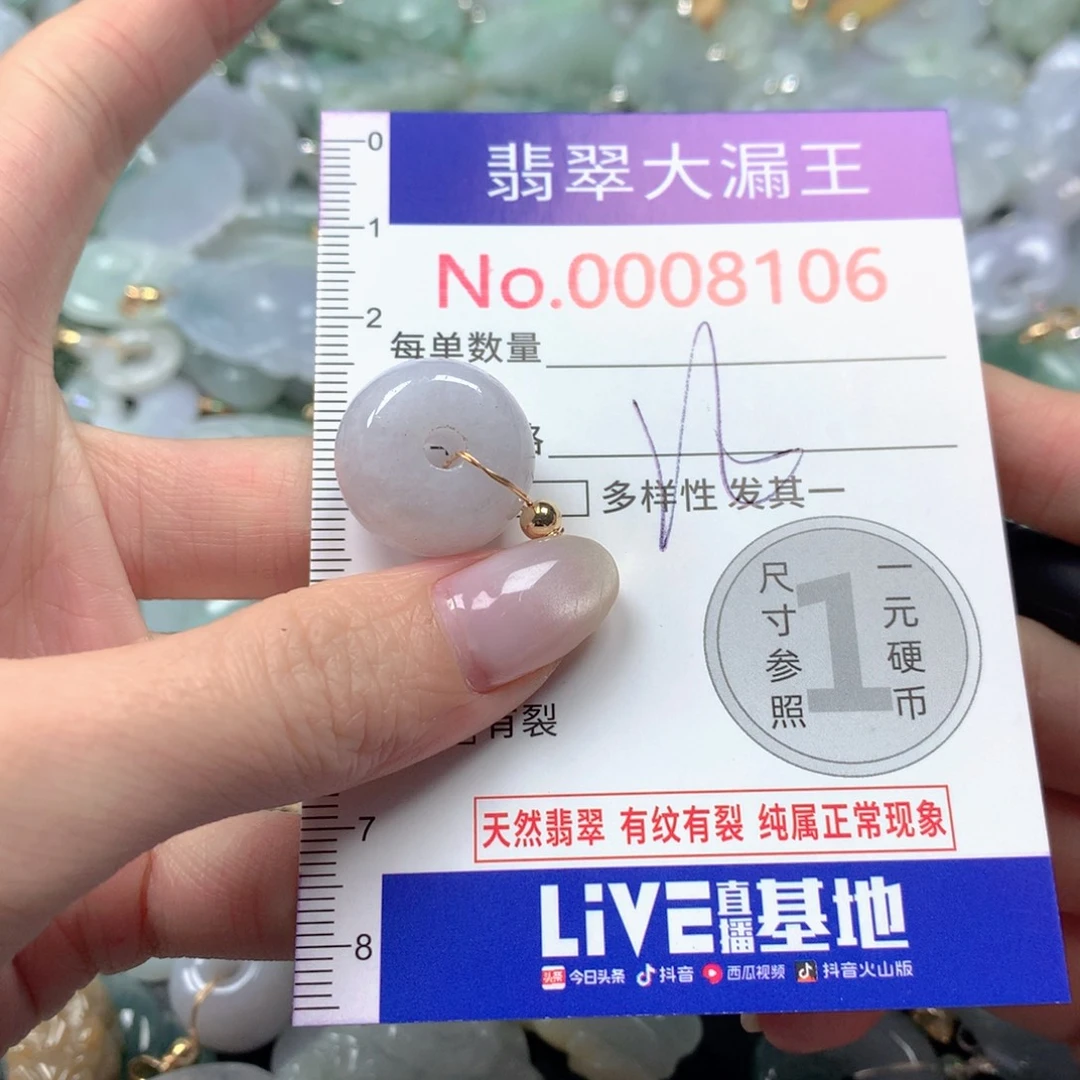 0
翡翠大漏王
1
No.0008106
2
每单数量
格
多样性 发其一
尺寸参照
1
一元硬币
有裂
天然翡翠 有纹有裂 纯属正常现象
7
LiVE直播基地
8
头条 今日头条 抖音 西瓜视频 抖音火山版